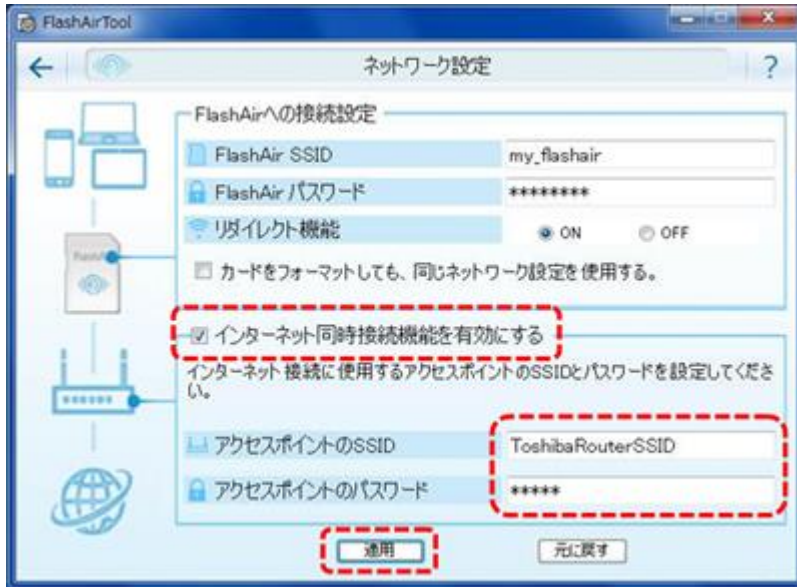 FlashAirTool
ネットワーク設定
?
FlashAirへの接続設定
FlashAir SSID
my_flashair
FlashAir パスワード
********
リダイレクト機能
ON
OFF
カードをフォーマットしても、同じネットワーク設定を使用する。
インターネット同時接続機能を有効にする
インターネット接続に使用するアクセスポイントのSSIDとパスワードを設定してくださ
い。
アクセスポイントのSSID
ToshibaRouterSSID
アクセスポイントのパスワード
*****
適用
元に戻す